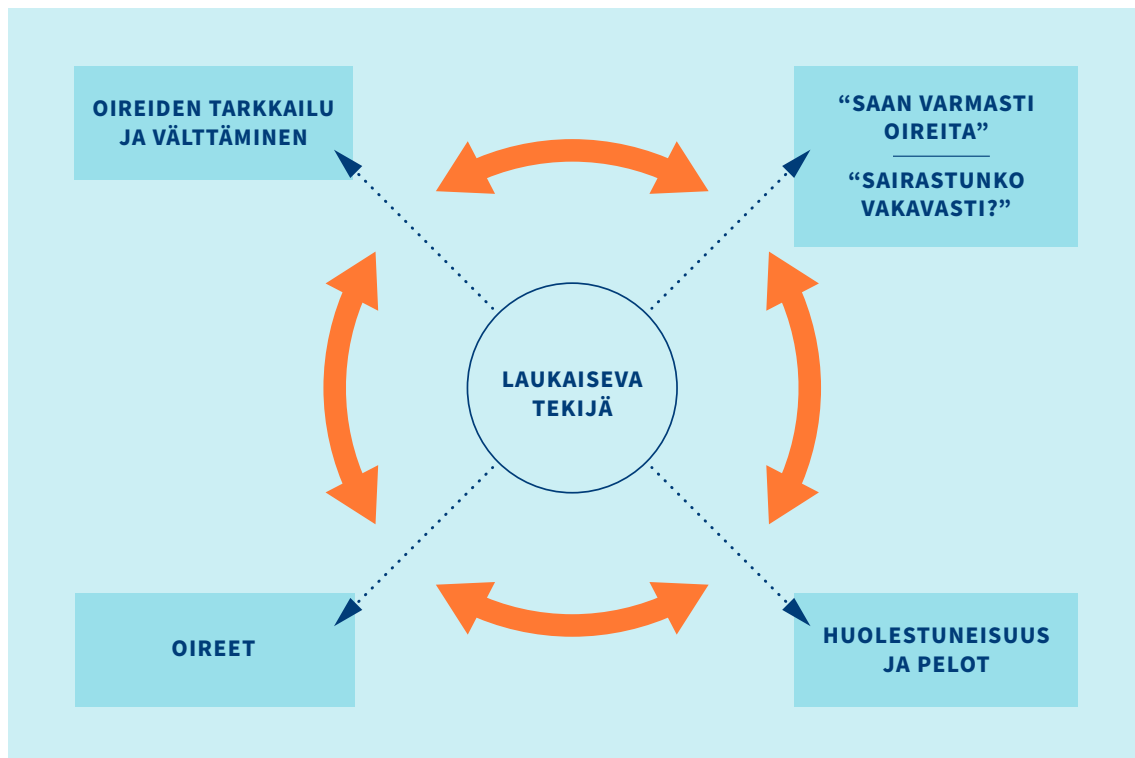 OIREIDEN TARKKAILU
JA VÄLTTÄMINEN
“SAAN VARMASTI
OIREITA”
“SAIRASTUNKO
VAKAVASTI?”
LAUKAISEVA
TEKIJÄ
OIREET
HUOLESTUNEISUUS
JA PELOT